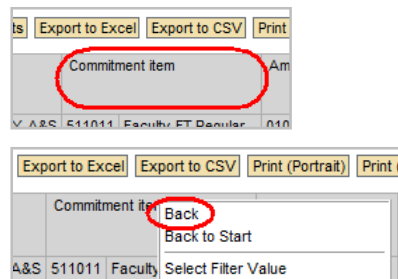 ts Export to Excel Export to CSV Print
Commitment item Am
Y A&S 511011 Faculty FT Regular 010
Export to Excel Export to CSV Print (Portrait) Print (
Commitment ite
Back
Back to Start
A&S 511011 Faculty Select Filter Value